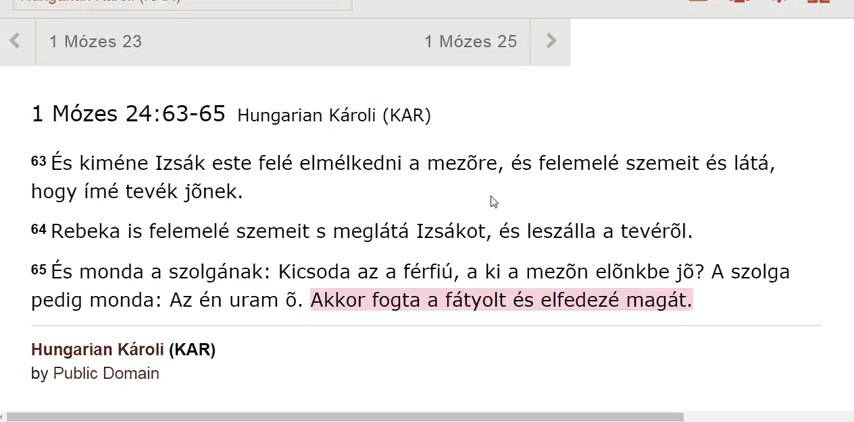 1 Mózes 23
1 Mózes 25
1 Mózes 24:63-65 Hungarian Károli (KAR)
63 És kiméne Izsák este felé elmélkedni a mezõre, és felemelé szemeit és látá,
hogy ímé tevék jõnek.
64 Rebeka is felemelé szemeit s meglátá Izsákot, és leszálla a tevérõl.
65 És monda a szolgának: Kicsoda az a férfiú, a ki a mezõn elõnkbe jõ? A szolga
pedig monda: Az én uram õ. Akkor fogta a fátyolt és elfedezé magát.
Hungarian Károli (KAR)
by Public Domain